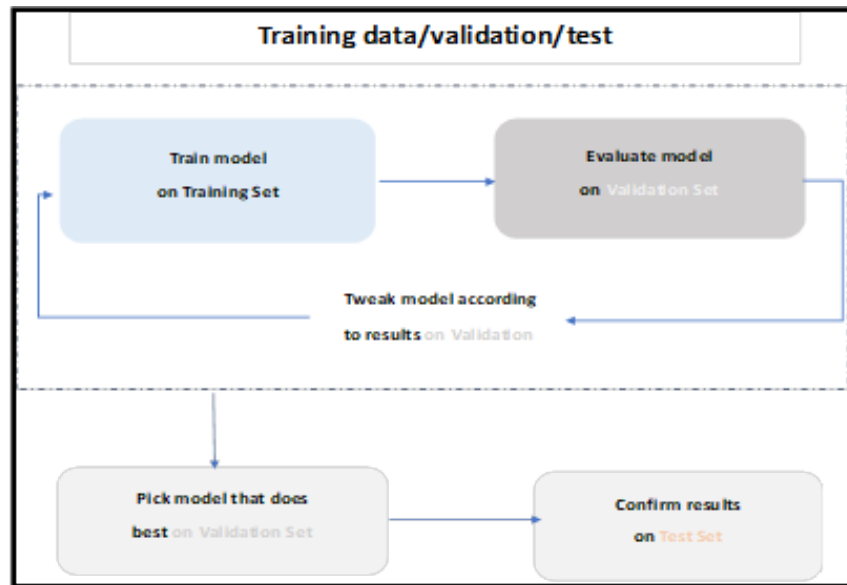 Training data/validation/test
Train model
on Training Set
Evaluate model
on Validation Set
Tweak model according
to results on Validation
Pick model that does
best on Validation Set
Confirm results
on Test Set